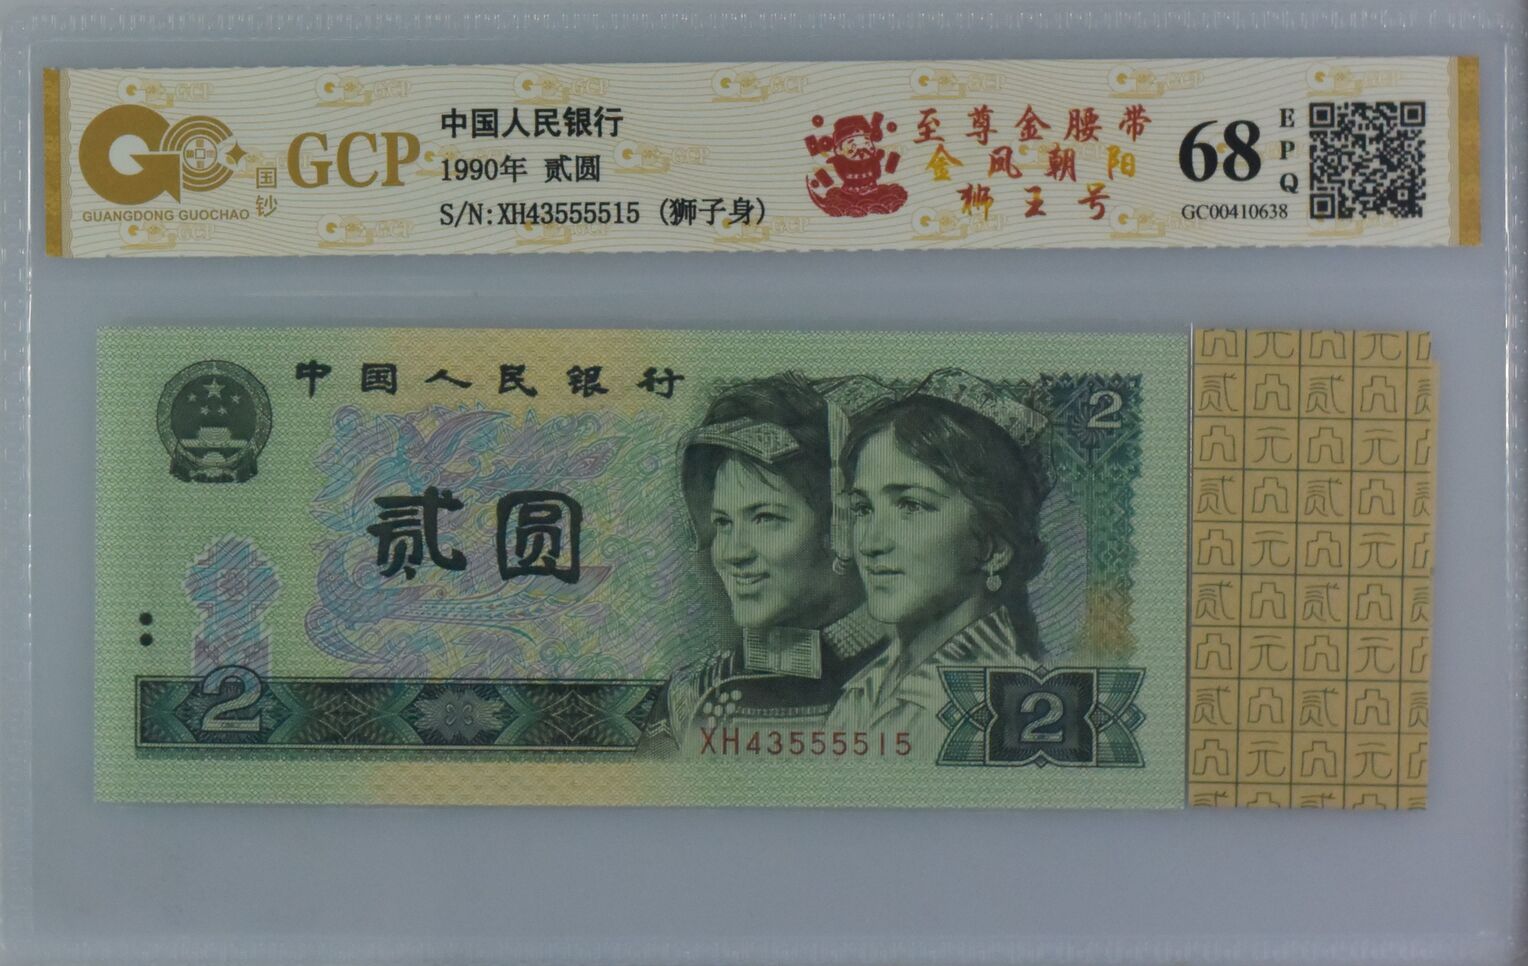 GCP
国钞
GUANGDONG GUOCHAO
中国人民银行
1990年 贰圆
S/N:XH43555515 (狮子身)
至尊金腰带
金凤朝阳
狮王号
68
EPQ
GC00410638
中国人民银行
2
贰圆
2
XH43555515
2